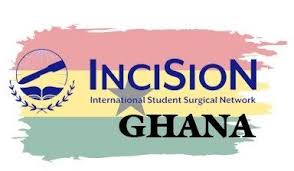 INCISION
International Student Surgical Network
GHANA